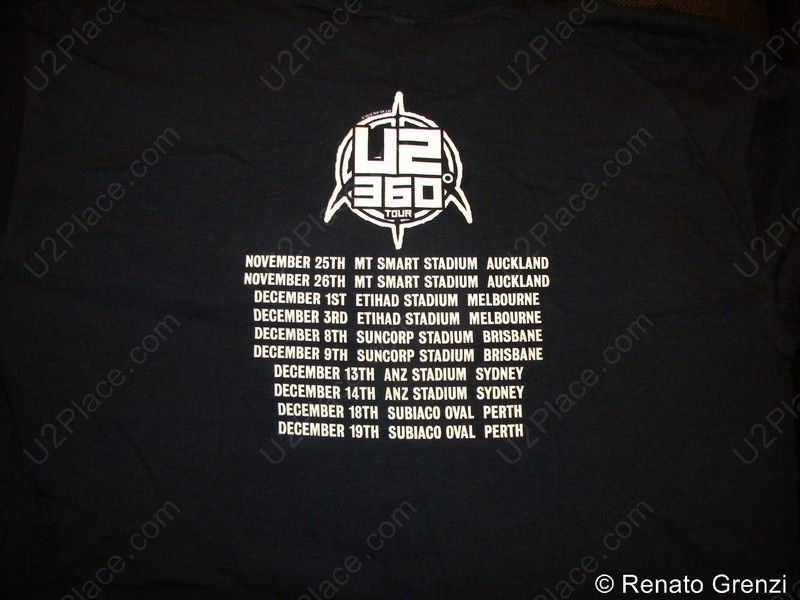 U2
360°
TOUR
NOVEMBER 25TH MT SMART STADIUM AUCKLAND
NOVEMBER 26TH MT SMART STADIUM AUCKLAND
DECEMBER 1ST ETIHAD STADIUM MELBOURNE
DECEMBER 3RD ETIHAD STADIUM MELBOURNE
DECEMBER 8TH SUNCORP STADIUM BRISBANE
DECEMBER 9TH SUNCORP STADIUM BRISBANE
DECEMBER 13TH ANZ STADIUM SYDNEY
DECEMBER 14TH ANZ STADIUM SYDNEY
DECEMBER 18TH SUBIACO OVAL PERTH
DECEMBER 19TH SUBIACO OVAL PERTH
U2Place.com
© Renato Grenzi